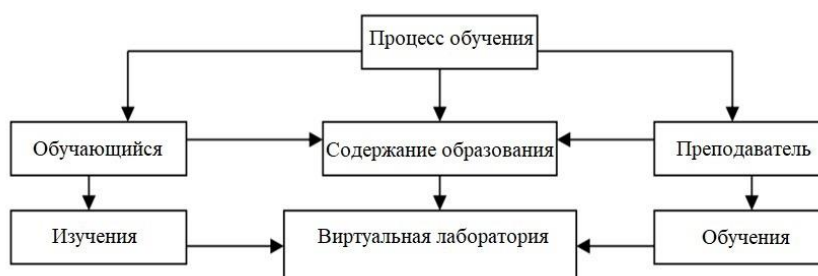 Процесс обучения
Обучающийся
Содержание образования
Преподаватель
Изучения
Виртуальная лаборатория
Обучения